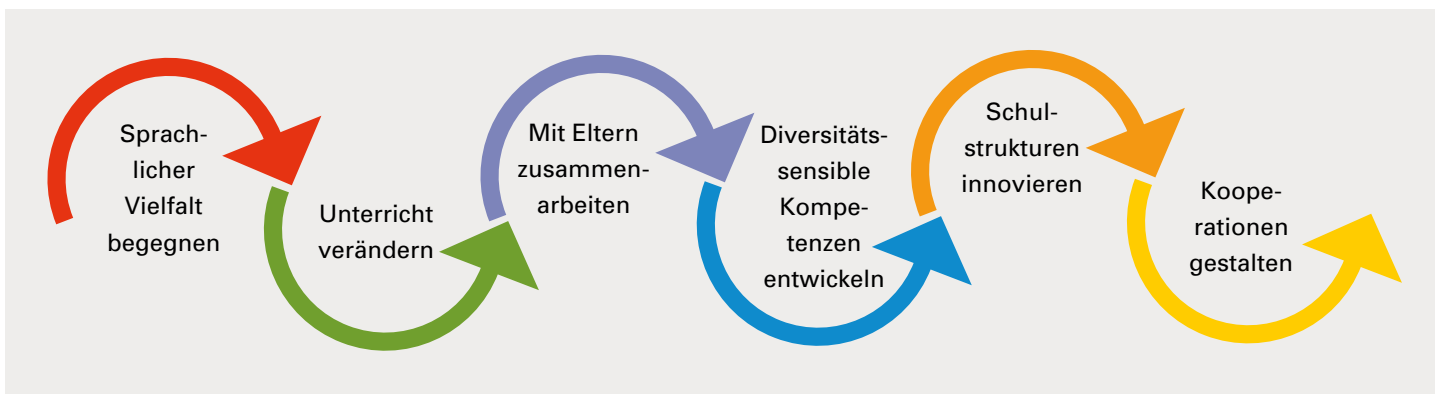 Sprach-
licher
Vielfalt
begegnen
Unterricht
verändern
Mit Eltern
zusammen-
arbeiten
Diversitäts-
sensible
Kompe-
tenzen
entwickeln
Schul-
strukturen
innovieren
Koope-
rationen
gestalten